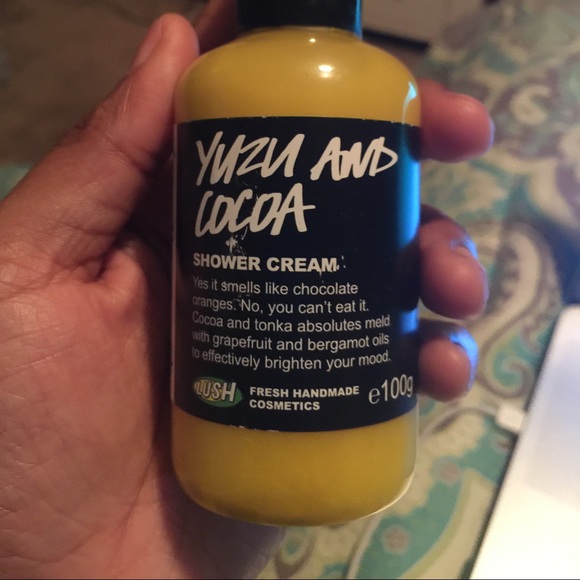 YUZU AND
COCOA
SHOWER CREAM
Yes it smells like chocolate
oranges. No, you can't eat it.
Cocoa and tonka absolutes meld
with grapefruit and bergamot oils
to effectively brighten your mood.
LUSH
FRESH HANDMADE
COSMETICS
℮100g